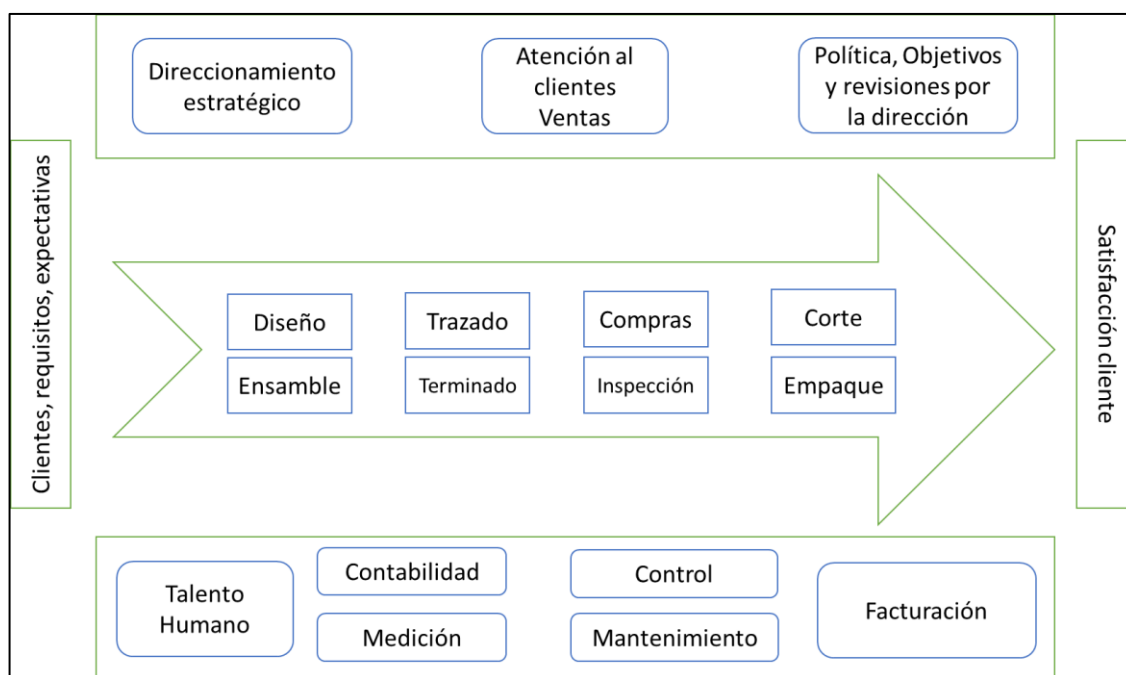 Direccionamiento
estratégico
Atención al
clientes
Ventas
Política, Objetivos
y revisiones por
la dirección
Clientes, requisitos, expectativas
Diseño
Trazado
Compras
Corte
Ensamble
Terminado
Inspección
Empaque
Satisfacción cliente
Talento
Humano
Contabilidad
Medición
Control
Mantenimiento
Facturación